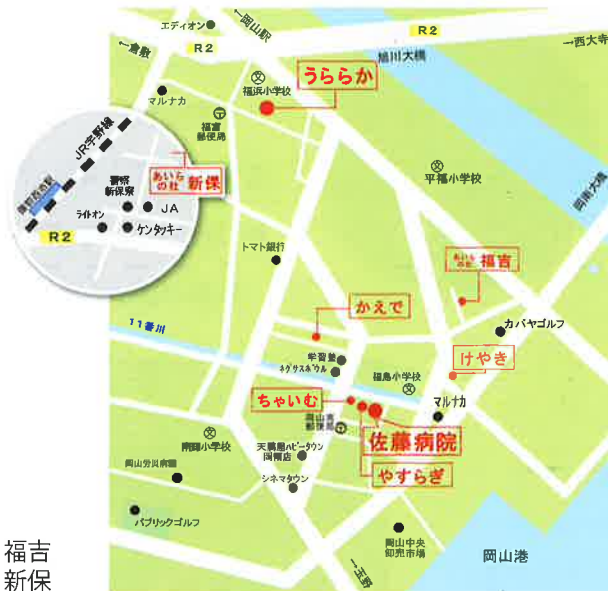 エディオン
↑岡山駅
R2
R2
→西大寺
↑倉敷
旭川大橋
福浜小学校
うららか
マルナカ
福富
郵便局
JR宇野線
平福小学校
岡南大橋
あいらの杜 新保
警察
新保寮
JA
ライトオン
ケンタッキー
R2
トマト銀行
あいらの杜 福吉
かえで
カバヤゴルフ
11番川
学習塾
ネグサスボウル
けやき
福島小学校
ちゃいむ
マルナカ
郵便局
佐藤病院
南輝小学校
天満屋ハピータウン
岡南店
やすらぎ
岡山労災病院
シネマタウン
パブリックゴルフ
岡山中央
卸売市場
岡山港
→玉野
福吉
新保